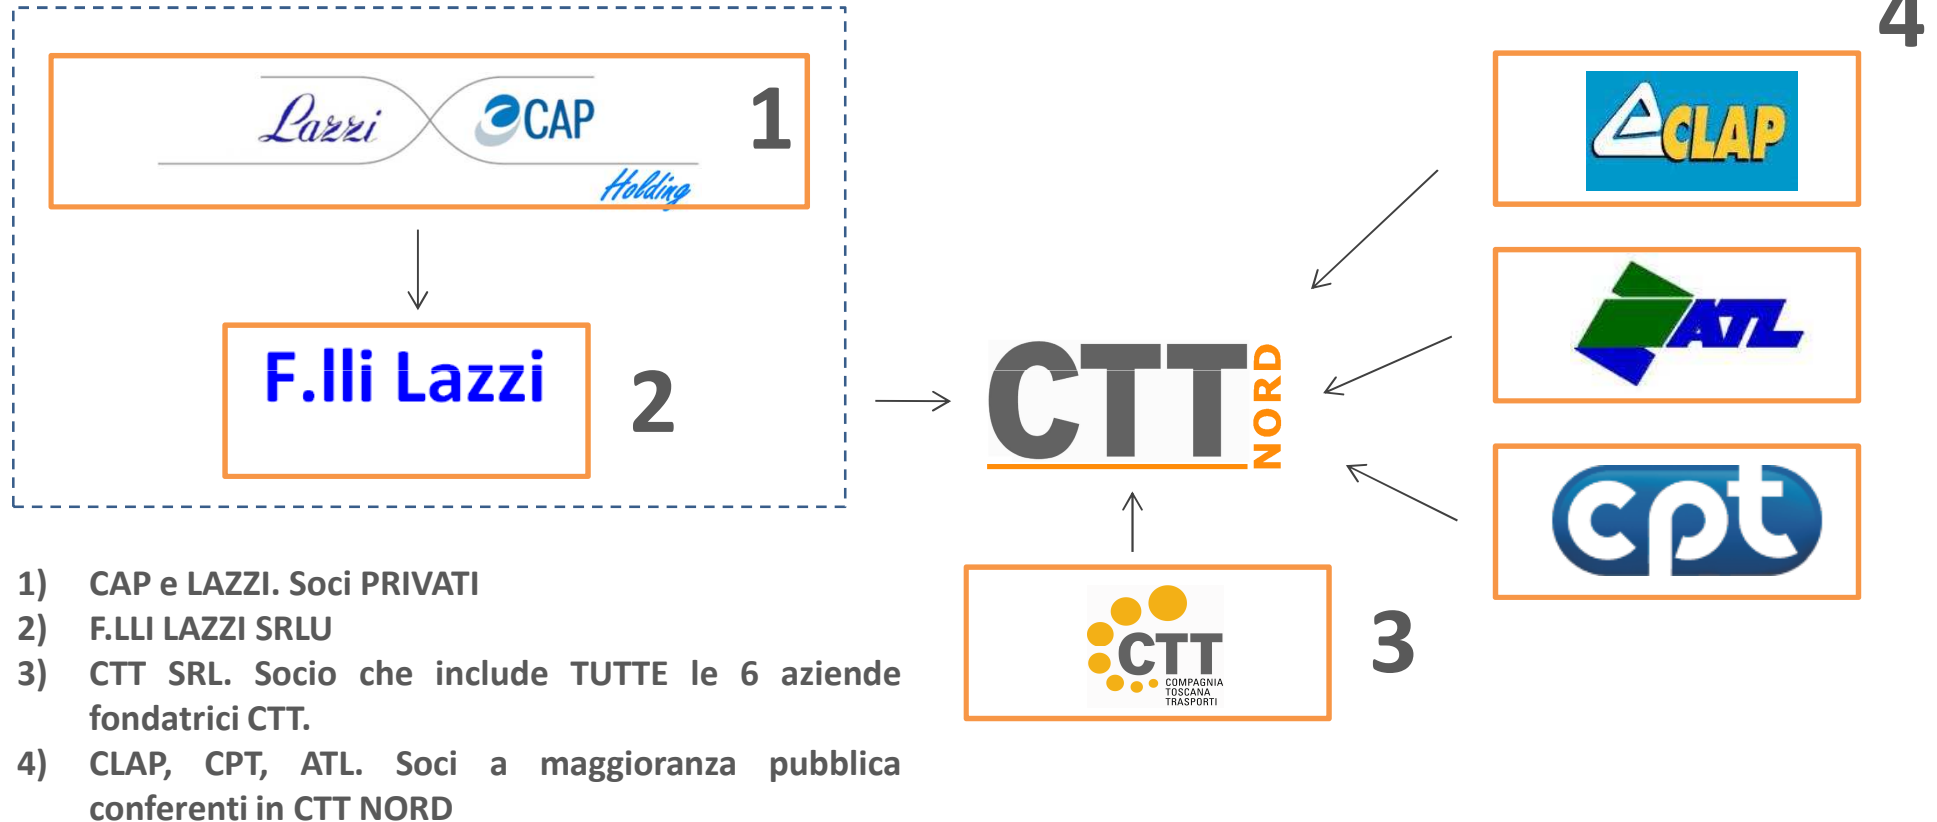 4
Lazzi
CAP
Holding
1
CLAP
F.lli Lazzi
2
ATL
CTT NORD
cpt
CTT
COMPAGNIA
TOSCANA
TRASPORTI
3
1) CAP e LAZZI. Soci PRIVATI
2) F.LLI LAZZI SRLU
3) CTT SRL. Socio che include TUTTE le 6 aziende
fondatrici CTT.
4) CLAP, CPT, ATL. Soci a maggioranza pubblica
conferenti in CTT NORD